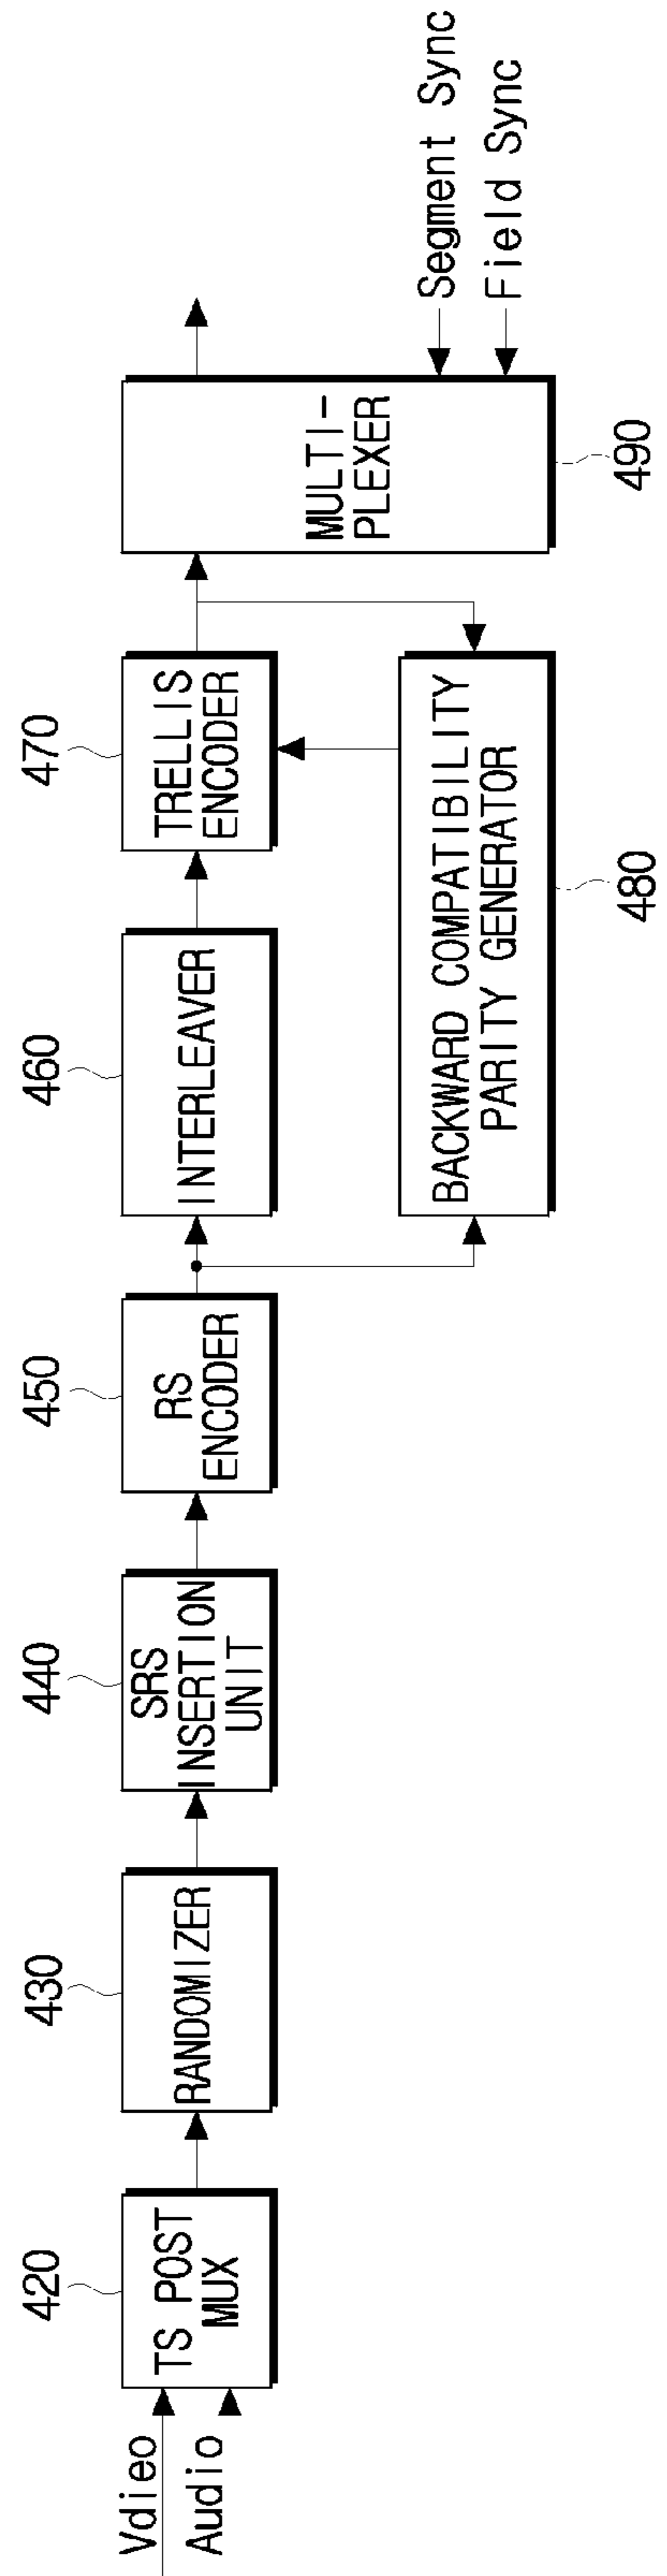 Vdieo
Audio
420
TS POST
MUX
430
RANDOMIZER
440
SRS
INSERTION
UNIT
450
RS
ENCODER
460
INTERLEAVER
470
TRELLIS
ENCODER
BACKWARD COMPATIBILITY
PARITY GENERATOR
480
MULTI-
PLEXER
490
Segment Sync
Field Sync